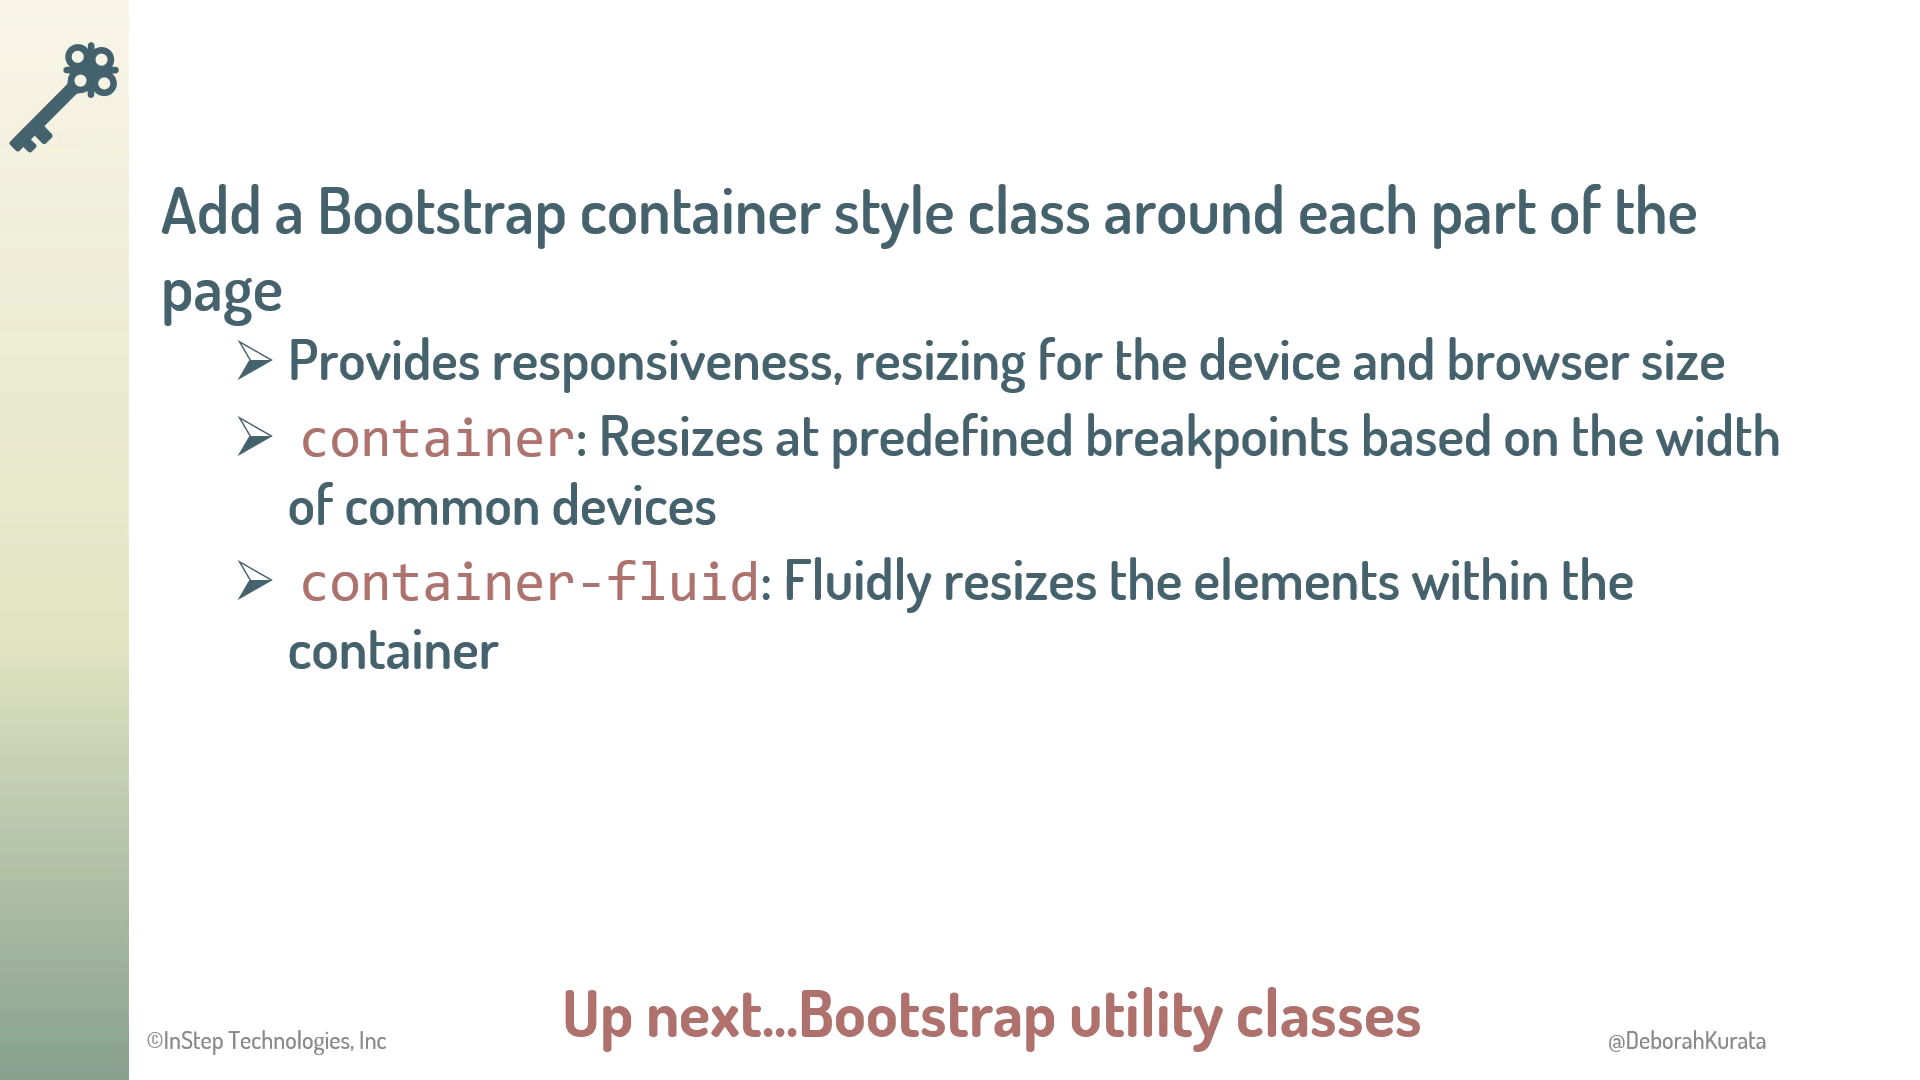 Add a Bootstrap container style class around each part of the
page
➢ Provides responsiveness, resizing for the device and browser size
➢ container: Resizes at predefined breakpoints based on the width
of common devices
➢ container-fluid: Fluidly resizes the elements within the
container
Up next...Bootstrap utility classes
©InStep Technologies, Inc
@DeborahKurata